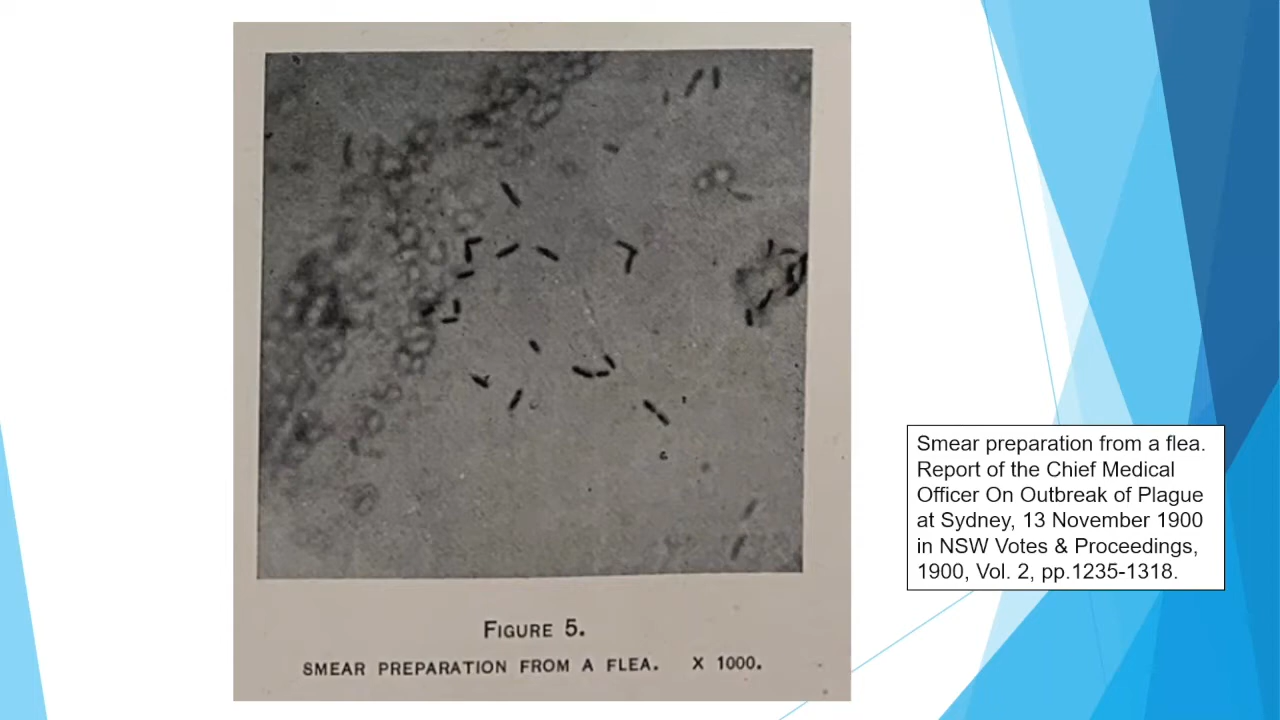 FIGURE 5.
SMEAR PREPARATION FROM A FLEA. X 1000.
Smear preparation from a flea.
Report of the Chief Medical
Officer On Outbreak of Plague
at Sydney, 13 November 1900
in NSW Votes & Proceedings,
1900, Vol. 2, pp.1235-1318.